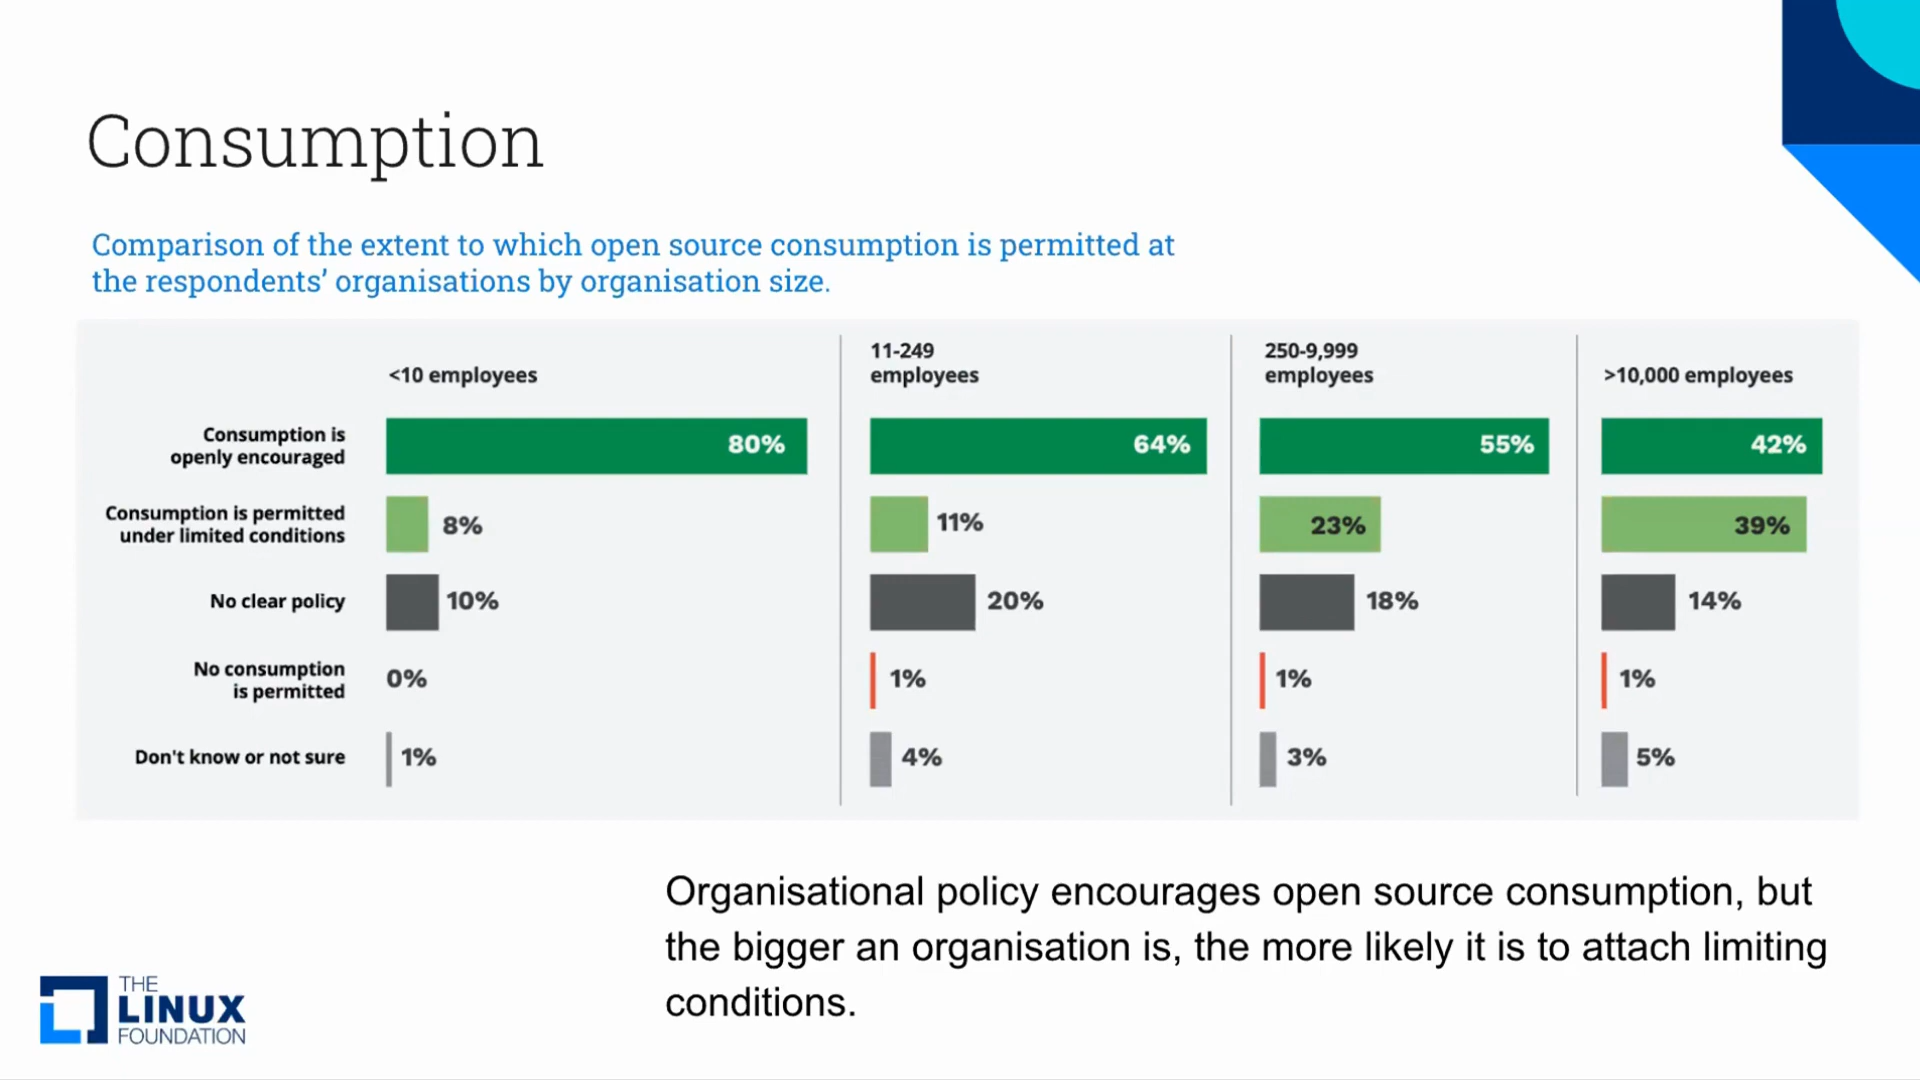 Consumption
Comparison of the extent to which open source consumption is permitted at
the respondents’ organisations by organisation size.
<10 employees
11-249
employees
250-9,999
employees
>10,000 employees
Consumption is
openly encouraged
80%
64%
55%
42%
Consumption is permitted
under limited conditions
8%
11%
23%
39%
No clear policy
10%
20%
18%
14%
No consumption
is permitted
0%
1%
1%
1%
Don't know or not sure
1%
4%
3%
5%
Organisational policy encourages open source consumption, but
the bigger an organisation is, the more likely it is to attach limiting
conditions.
THE
LINUX
FOUNDATION